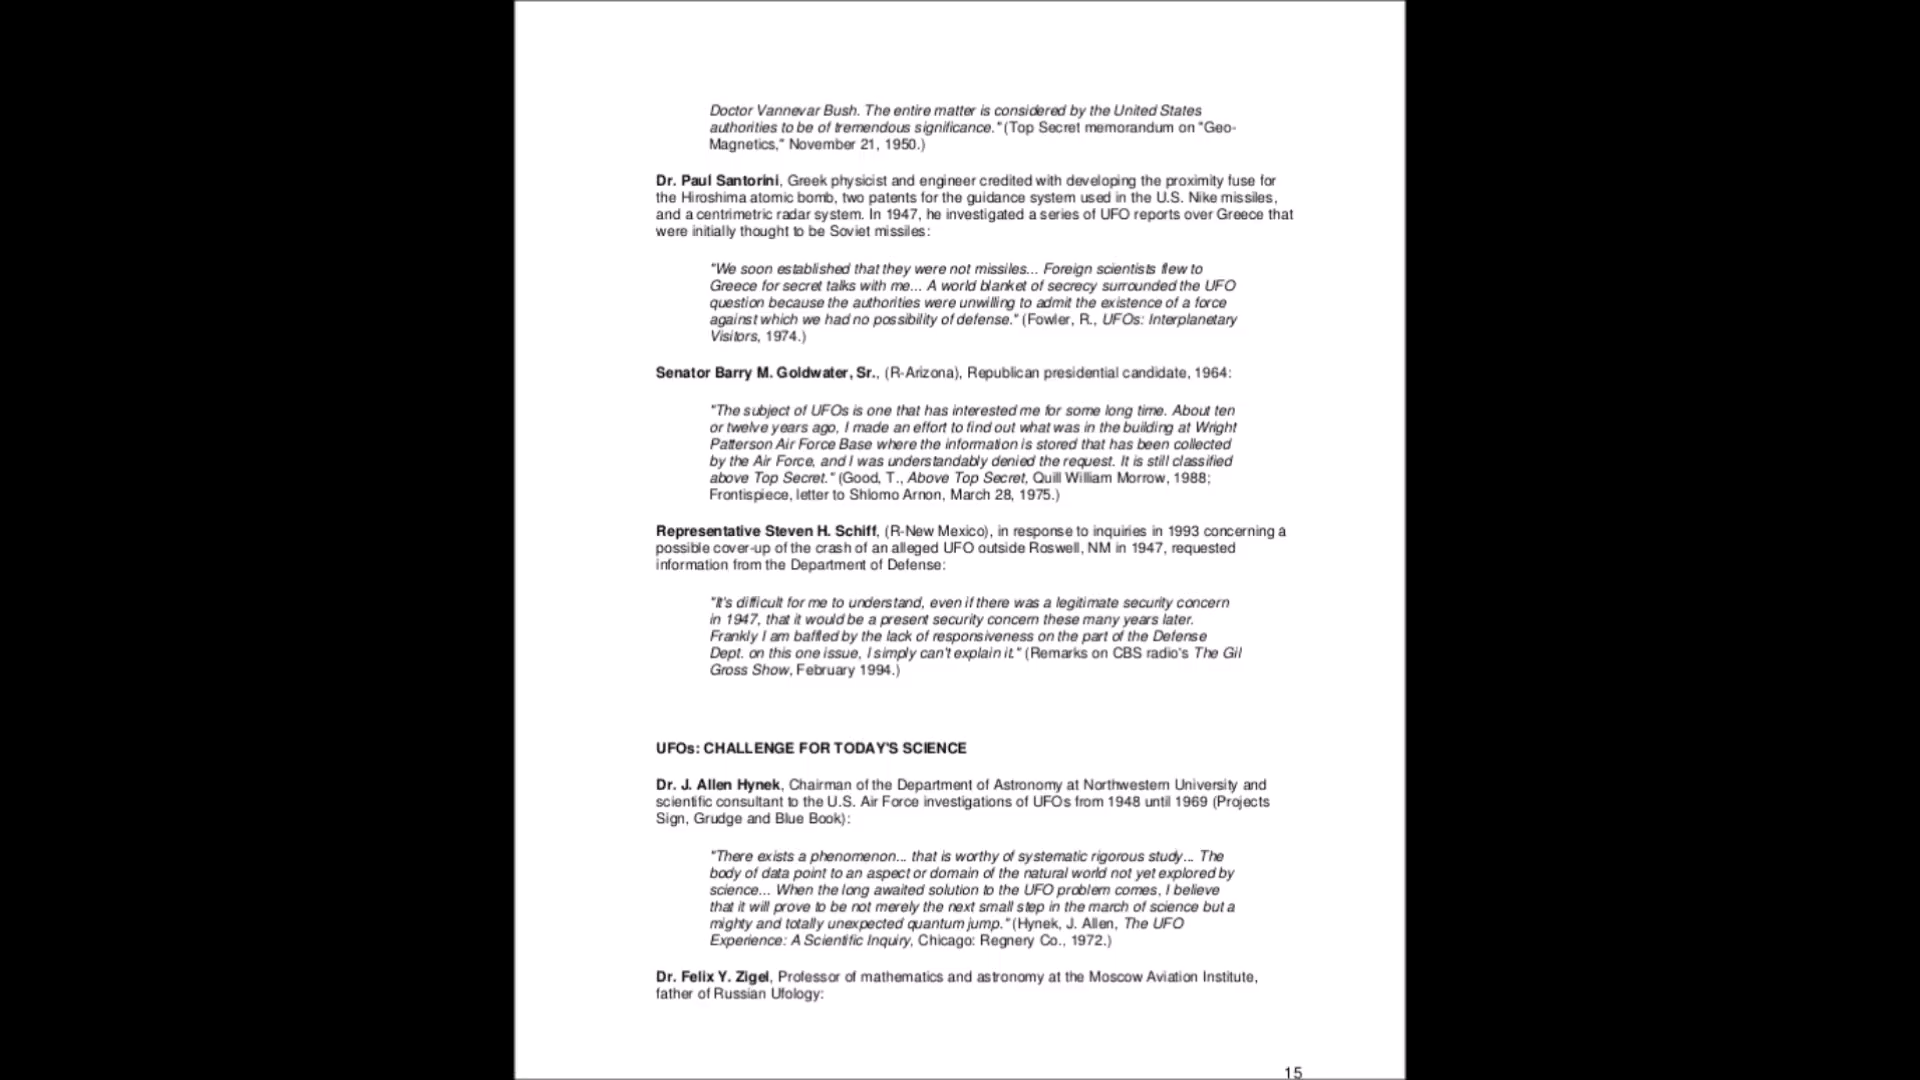 Doctor Vannevar Bush. The entire matter is considered by the United States
authorities to be of tremendous significance." (Top Secret memorandum on "Geo-
Magnetics," November 21, 1950.)
Dr. Paul Santorini, Greek physicist and engineer credited with developing the proximity fuse for
the Hiroshima atomic bomb, two patents for the guidance system used in the U.S. Nike missiles,
and a centrimetric radar system. In 1947, he investigated a series of UFO reports over Greece that
were initially thought to be Soviet missiles:
"We soon established that they were not missiles... Foreign scientists flew to
Greece for secret talks with me... A world blanket of secrecy surrounded the UFO
question because the authorities were unwilling to admit the existence of a force
against which we had no possibility of defense." (Fowler, R., UFOs: Interplanetary
Visitors, 1974.)
Senator Barry M. Goldwater, Sr., (R-Arizona), Republican presidential candidate, 1964:
"The subject of UFOs is one that has interested me for some long time. About ten
or twelve years ago, I made an effort to find out what was in the building at Wright
Patterson Air Force Base where the information is stored that has been collected
by the Air Force, and I was understandably denied the request. It is still classified
above Top Secret." (Good, T., Above Top Secret, Quill William Morrow, 1988;
Frontispiece, letter to Shlomo Arnon, March 28, 1975.)
Representative Steven H. Schiff, (R-New Mexico), in response to inquiries in 1993 concerning a
possible cover-up of the crash of an alleged UFO outside Roswell, NM in 1947, requested
information from the Department of Defense:
"It's difficult for me to understand, even if there was a legitimate security concern
in 1947, that it would be a present security concern these many years later.
Frankly I am baffled by the lack of responsiveness on the part of the Defense
Dept. on this one issue, I simply can't explain it." (Remarks on CBS radio's The Gil
Gross Show, February 1994.)
UFOs: CHALLENGE FOR TODAY'S SCIENCE
Dr. J. Allen Hynek, Chairman of the Department of Astronomy at Northwestern University and
scientific consultant to the U.S. Air Force investigations of UFOs from 1948 until 1969 (Projects
Sign, Grudge and Blue Book):
"There exists a phenomenon... that is worthy of systematic rigorous study... The
body of data point to an aspect or domain of the natural world not yet explored by
science... When the long awaited solution to the UFO problem comes, I believe
that it will prove to be not merely the next small step in the march of science but a
mighty and totally unexpected quantum jump." (Hynek, J. Allen, The UFO
Experience: A Scientific Inquiry, Chicago: Regnery Co., 1972.)
Dr. Felix Y. Zigel, Professor of mathematics and astronomy at the Moscow Aviation Institute,
father of Russian Ufology:
15